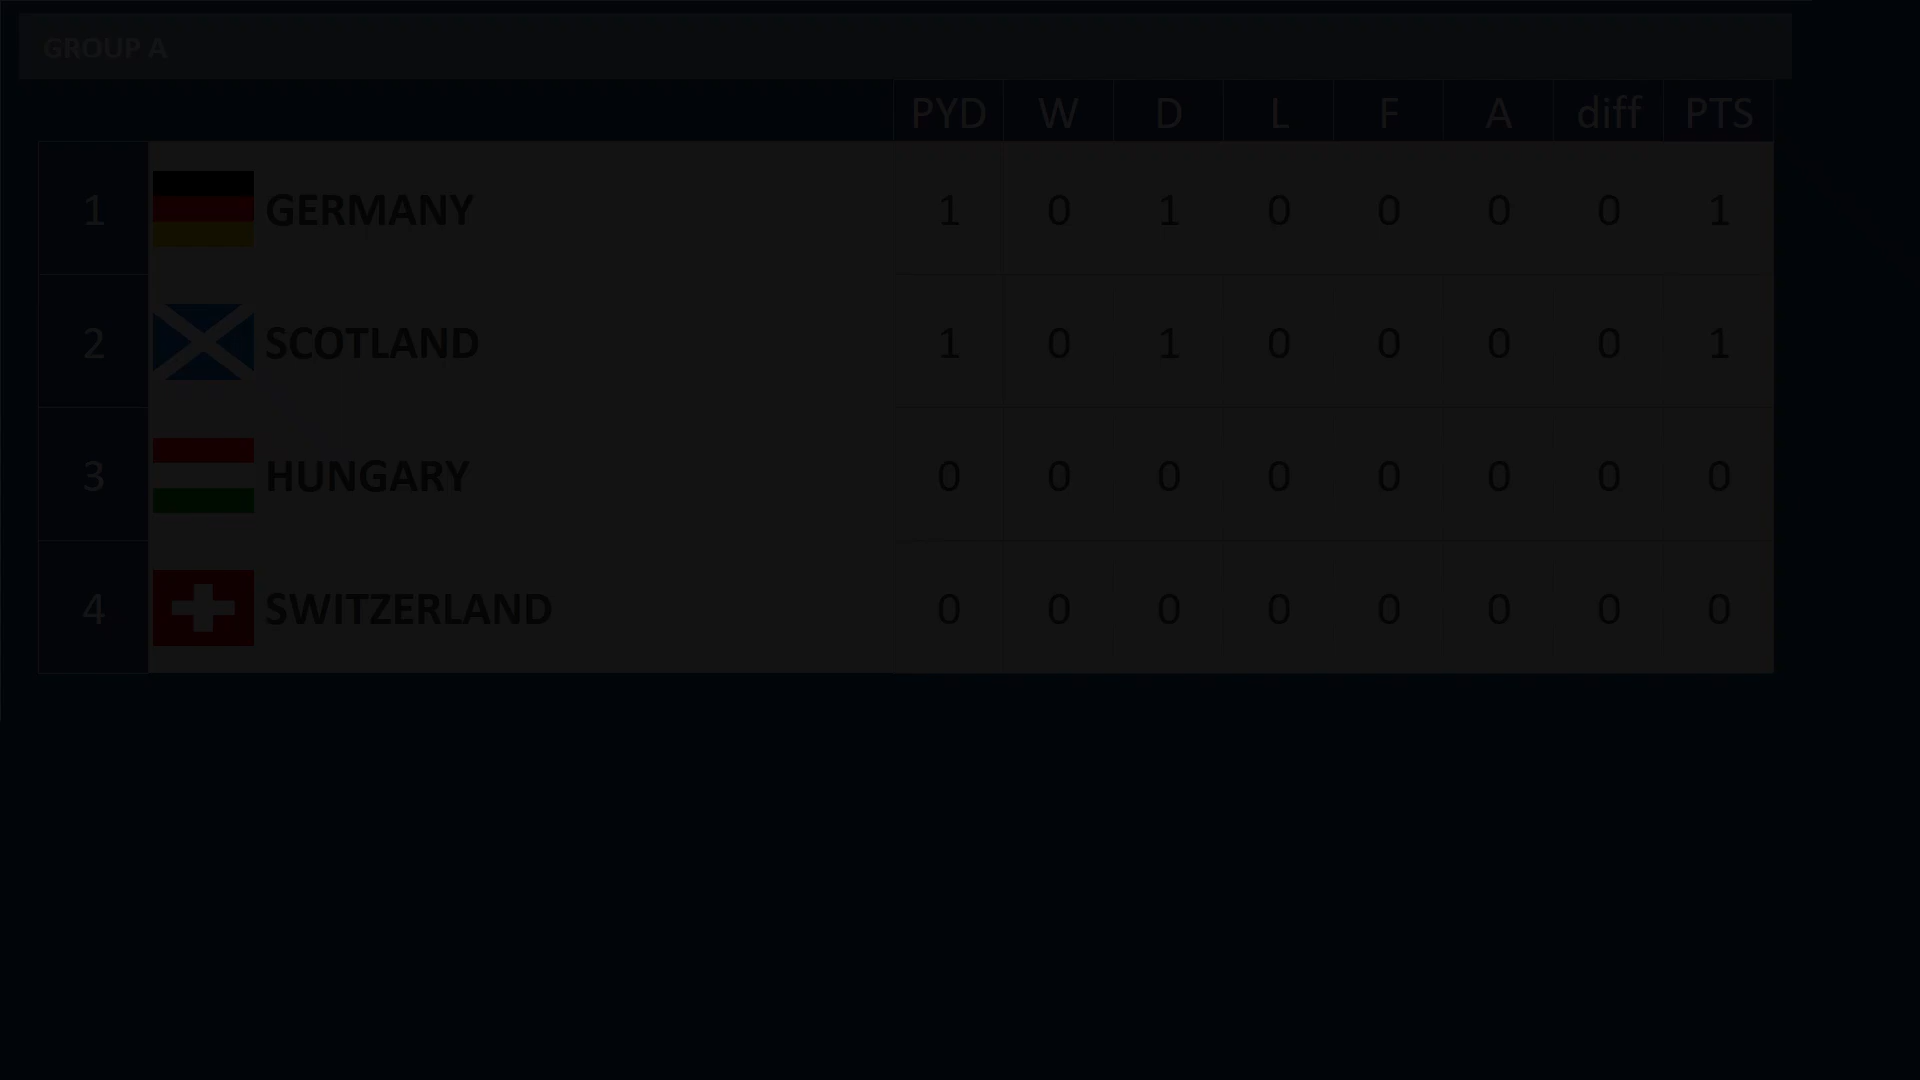 GROUP A
PYD W D L F A diff PTS
1 GERMANY 1 0 1 0 0 0 0 1
2 SCOTLAND 1 0 1 0 0 0 0 1
3 HUNGARY 0 0 0 0 0 0 0 0
4 SWITZERLAND 0 0 0 0 0 0 0 0